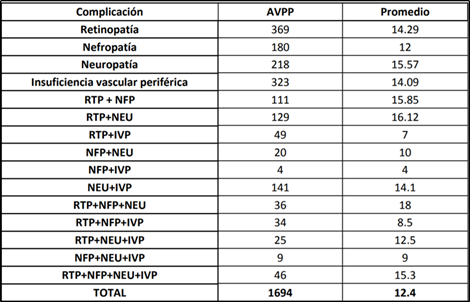 Complicación AVPP Promedio
Retinopatía 369 14.29
Nefropatía 180 12
Neuropatía 218 15.57
Insuficiencia vascular periférica 323 14.09
RTP + NFP 111 15.85
RTP+NEU 129 16.12
RTP+IVP 49 7
NFP+NEU 20 10
NFP+IVP 4 4
NEU+IVP 141 14.1
RTP+NFP+NEU 36 18
RTP+NFP+IVP 34 8.5
RTP+NEU+IVP 25 12.5
NFP+NEU+IVP 9 9
RTP+NFP+NEU+IVP 46 15.3
TOTAL 1694 12.4